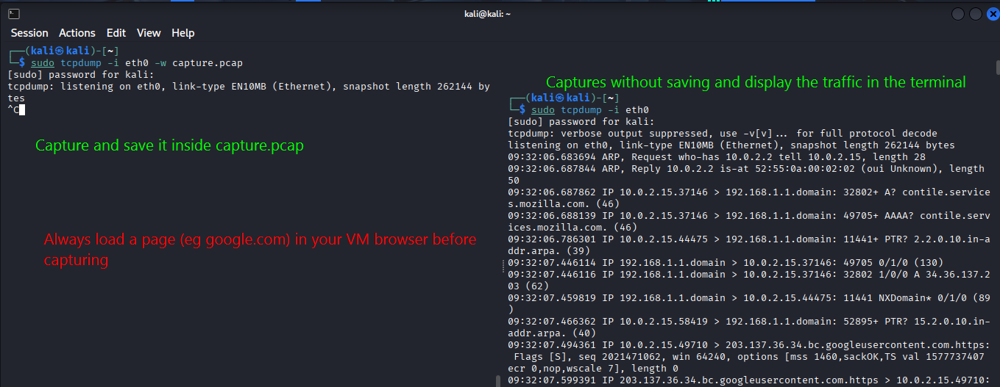 kali@kali: ~
Session Actions Edit View Help
┌──(kali㉿kali)-[~]
└─$ sudo tcpdump -i eth0 -w capture.pcap
[sudo] password for kali:
tcpdump: listening on eth0, link-type EN10MB (Ethernet), snapshot length 262144 by
tes
^C
Capture and save it inside capture.pcap
Always load a page (eg google.com) in your VM browser before
capturing
Captures without saving and display the traffic in the terminal
┌──(kali㉿kali)-[~]
└─$ sudo tcpdump -i eth0
[sudo] password for kali:
tcpdump: verbose output suppressed, use -v[v]... for full protocol decode
listening on eth0, link-type EN10MB (Ethernet), snapshot length 262144 bytes
09:32:06.683694 ARP, Request who-has 10.0.2.2 tell 10.0.2.15, length 28
09:32:06.687844 ARP, Reply 10.0.2.2 is-at 52:55:0a:00:02:02 (oui Unknown), length
50
09:32:06.687862 IP 10.0.2.15.37146 > 192.168.1.1.domain: 32802+ A? contile.service
s.mozilla.com. (46)
09:32:06.688139 IP 10.0.2.15.37146 > 192.168.1.1.domain: 49705+ AAAA? contile.serv
ices.mozilla.com. (46)
09:32:06.786301 IP 10.0.2.15.44475 > 192.168.1.1.domain: 11441+ PTR? 2.2.0.10.in-a
ddr.arpa. (39)
09:32:07.446114 IP 192.168.1.1.domain > 10.0.2.15.37146: 49705 0/1/0 (130)
09:32:07.446116 IP 192.168.1.1.domain > 10.0.2.15.37146: 32802 1/0/0 A 34.36.137.2
03 (62)
09:32:07.459819 IP 192.168.1.1.domain > 10.0.2.15.44475: 11441 NXDomain* 0/1/0 (89
)
09:32:07.466362 IP 10.0.2.15.58419 > 192.168.1.1.domain: 52895+ PTR? 15.2.0.10.in-
addr.arpa. (40)
09:32:07.494361 IP 10.0.2.15.49710 > 203.137.36.34.bc.googleusercontent.com.https:
Flags [S], seq 2021471062, win 64240, options [mss 1460,sackOK,TS val 1577737407
ecr 0,nop,wscale 7], length 0
09:32:07.599391 IP 203.137.36.34.bc.googleusercontent.com.https > 10.0.2.15.49710: